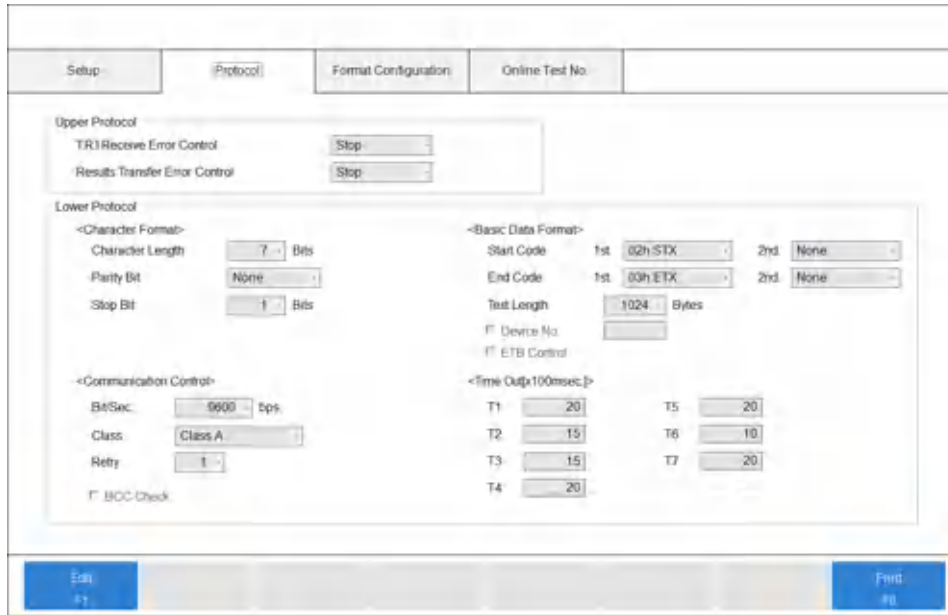 Setup
Protocol
Format Configuration
Online Test No.
Upper Protocol
T.R.I Receive Error Control Stop
Results Transfer Error Control Stop
Lower Protocol
<Character Format>
Character Length 7 Bits
Parity Bit None
Stop Bit 1 Bits
<Basic Data Format>
Start Code 1st 02h:STX 2nd None
End Code 1st 03h:ETX 2nd None
Text Length 1024 Bytes
Device No.
ETB Control
<Communication Control>
Bit/Sec. 9600 bps
Class Class A
Retry 1
BCC Check
<Time Out[x100msec.]>
T1 20 T5 20
T2 15 T6 10
T3 15 T7 20
T4 20
Edit
F1
Print
F8